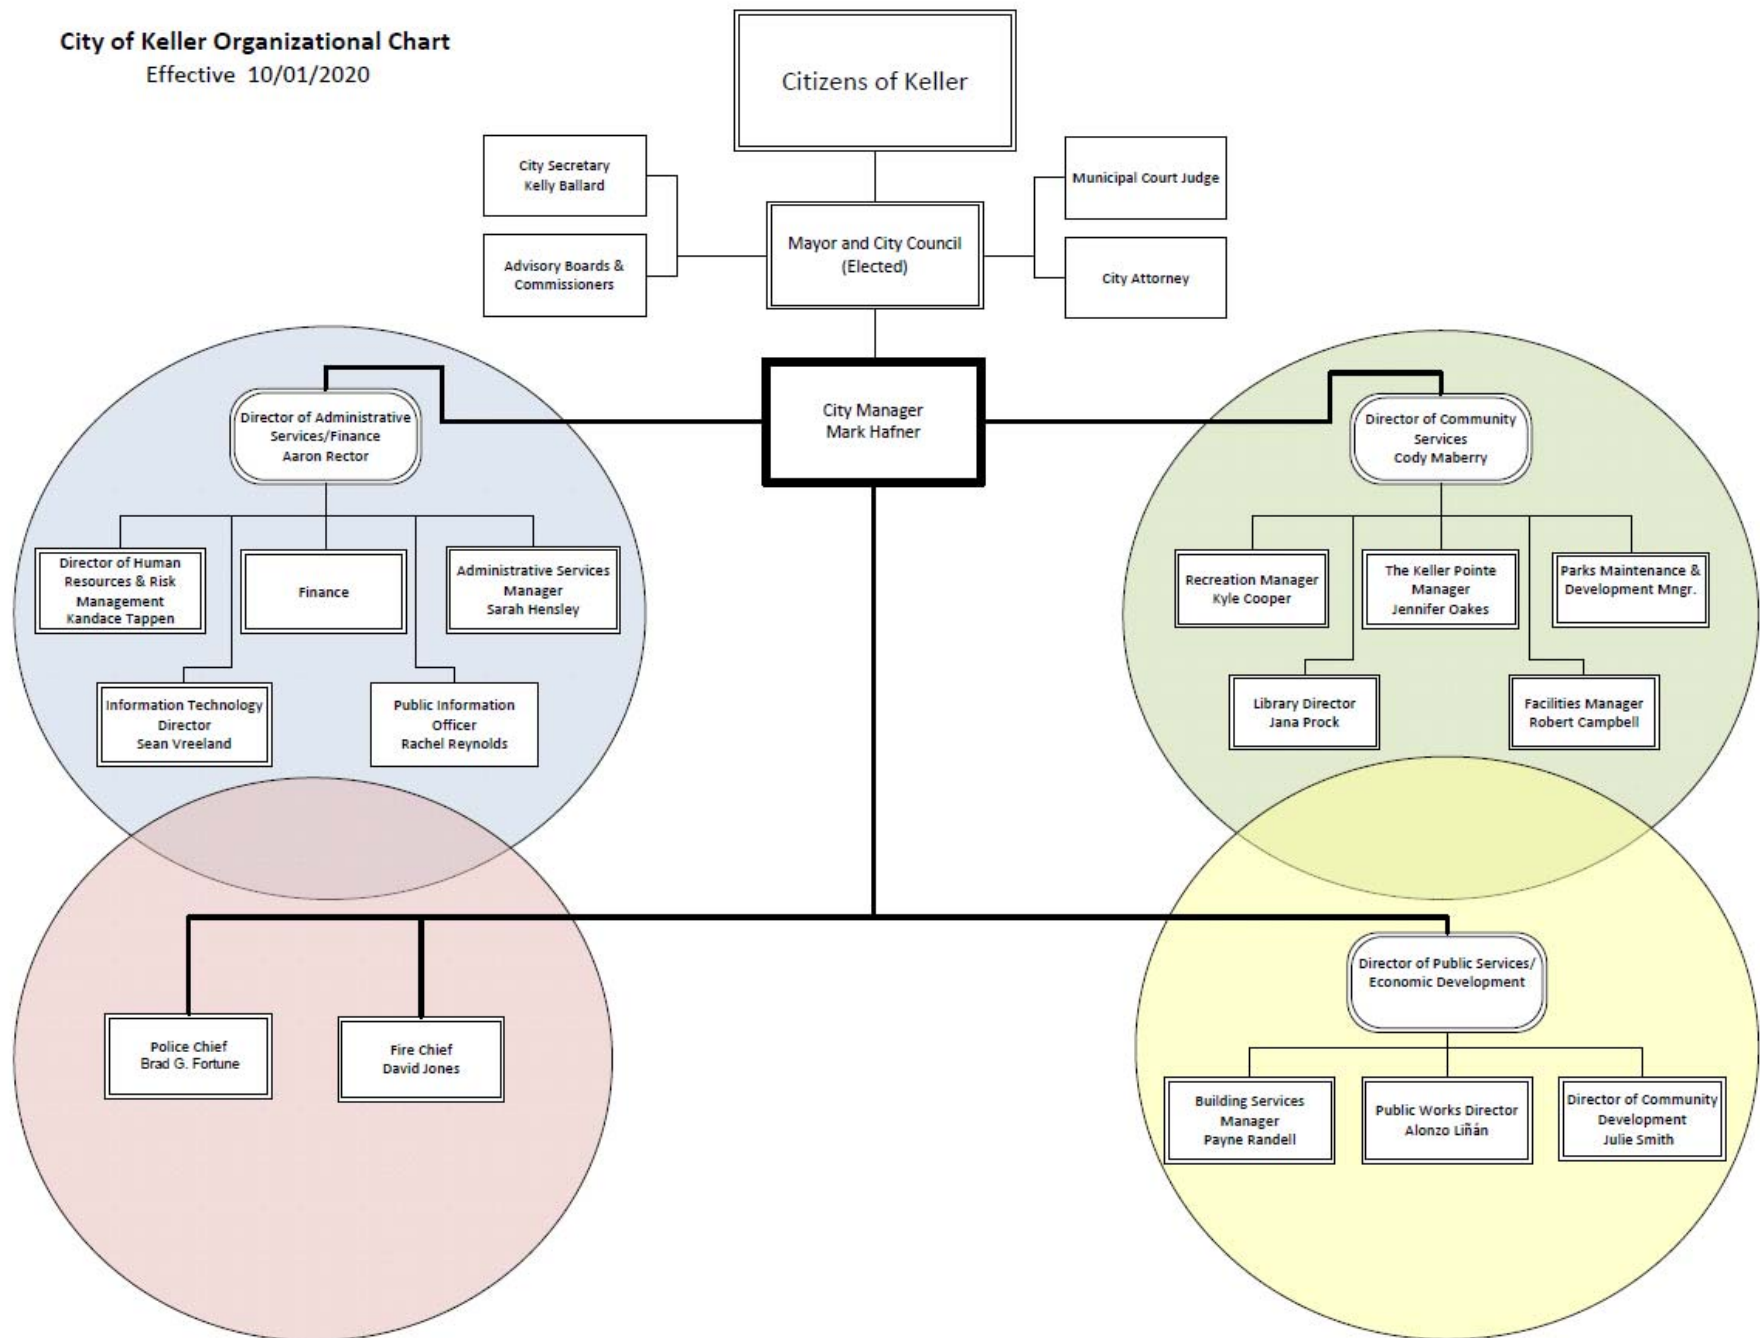 City of Keller Organizational Chart
Effective 10/01/2020
Citizens of Keller
City Secretary
Kelly Ballard
Municipal Court Judge
Mayor and City Council
(Elected)
Advisory Boards &
Commissioners
City Attorney
City Manager
Mark Hafner
Director of Administrative
Services/Finance
Aaron Rector
Director of Human
Resources & Risk
Management
Kandace Tappen
Finance
Administrative Services
Manager
Sarah Hensley
Information Technology
Director
Sean Vreeland
Public Information
Officer
Rachel Reynolds
Director of Community
Services
Cody Maberry
Recreation Manager
Kyle Cooper
The Keller Pointe
Manager
Jennifer Oakes
Parks Maintenance &
Development Mngr.
Library Director
Jana Prock
Facilities Manager
Robert Campbell
Police Chief
Brad G. Fortune
Fire Chief
David Jones
Director of Public Services/
Economic Development
Building Services
Manager
Payne Randell
Public Works Director
Alonzo Liñán
Director of Community
Development
Julie Smith